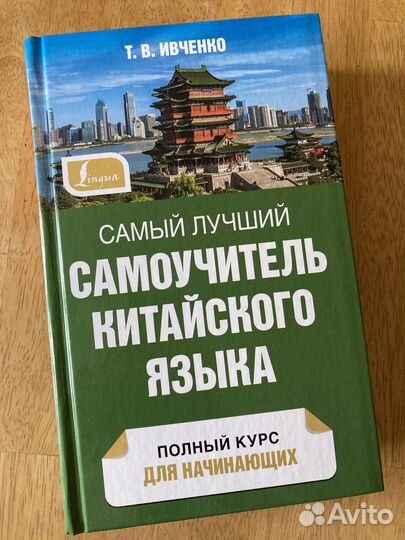 Т. В. ИВЧЕНКО
Lingua
САМЫЙ ЛУЧШИЙ
САМОУЧИТЕЛЬ
КИТАЙСКОГО
ЯЗЫКА
ПОЛНЫЙ КУРС
ДЛЯ НАЧИНАЮЩИХ
Avito